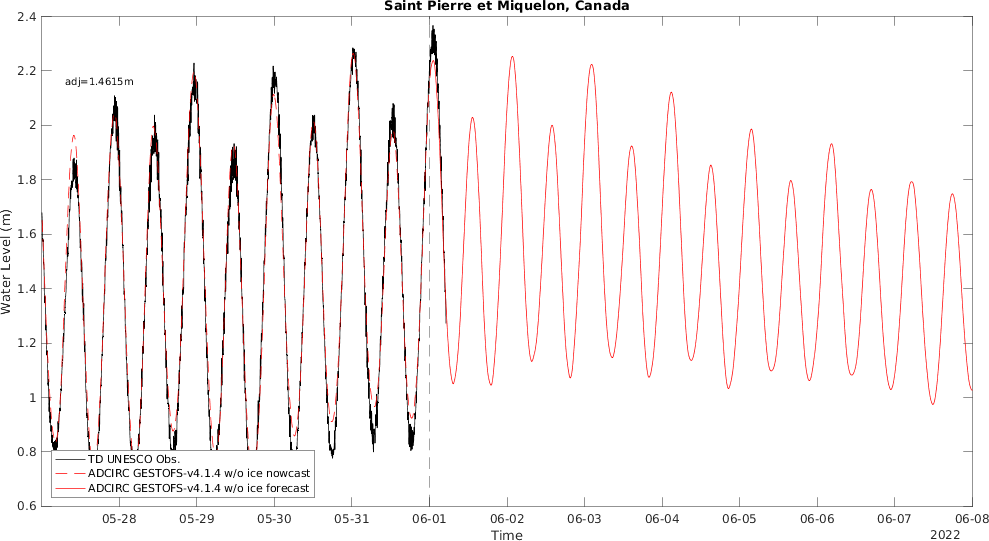 Saint Pierre et Miquelon, Canada
2.4
2.2
2
1.8
1.6
1.4
1.2
1
0.8
0.6
Water Level (m)
adj=1.4615m
TD UNESCO Obs.
ADCIRC GESTOFS-v4.1.4 w/o ice nowcast
ADCIRC GESTOFS-v4.1.4 w/o ice forecast
05-28 05-29 05-30 05-31 06-01 06-02 06-03 06-04 06-05 06-06 06-07 06-08
Time
2022